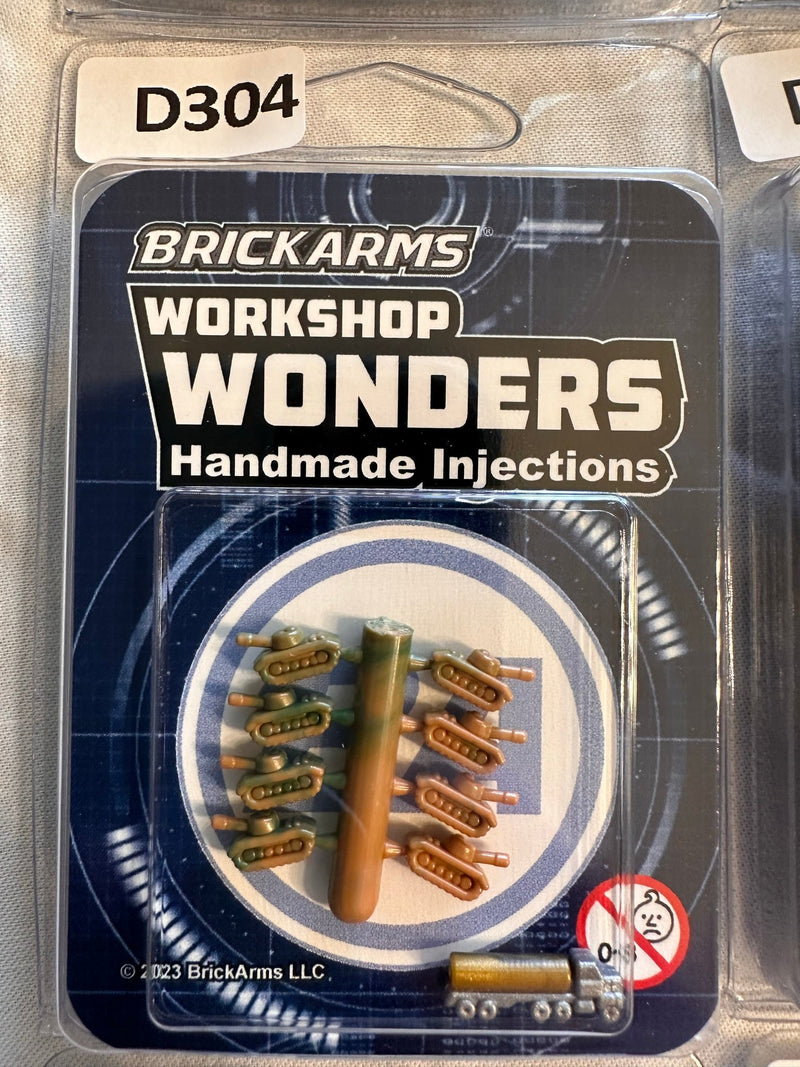 D304
BRICKARMS®
WORKSHOP
WONDERS
Handmade Injections
© 2023 BrickArms LLC